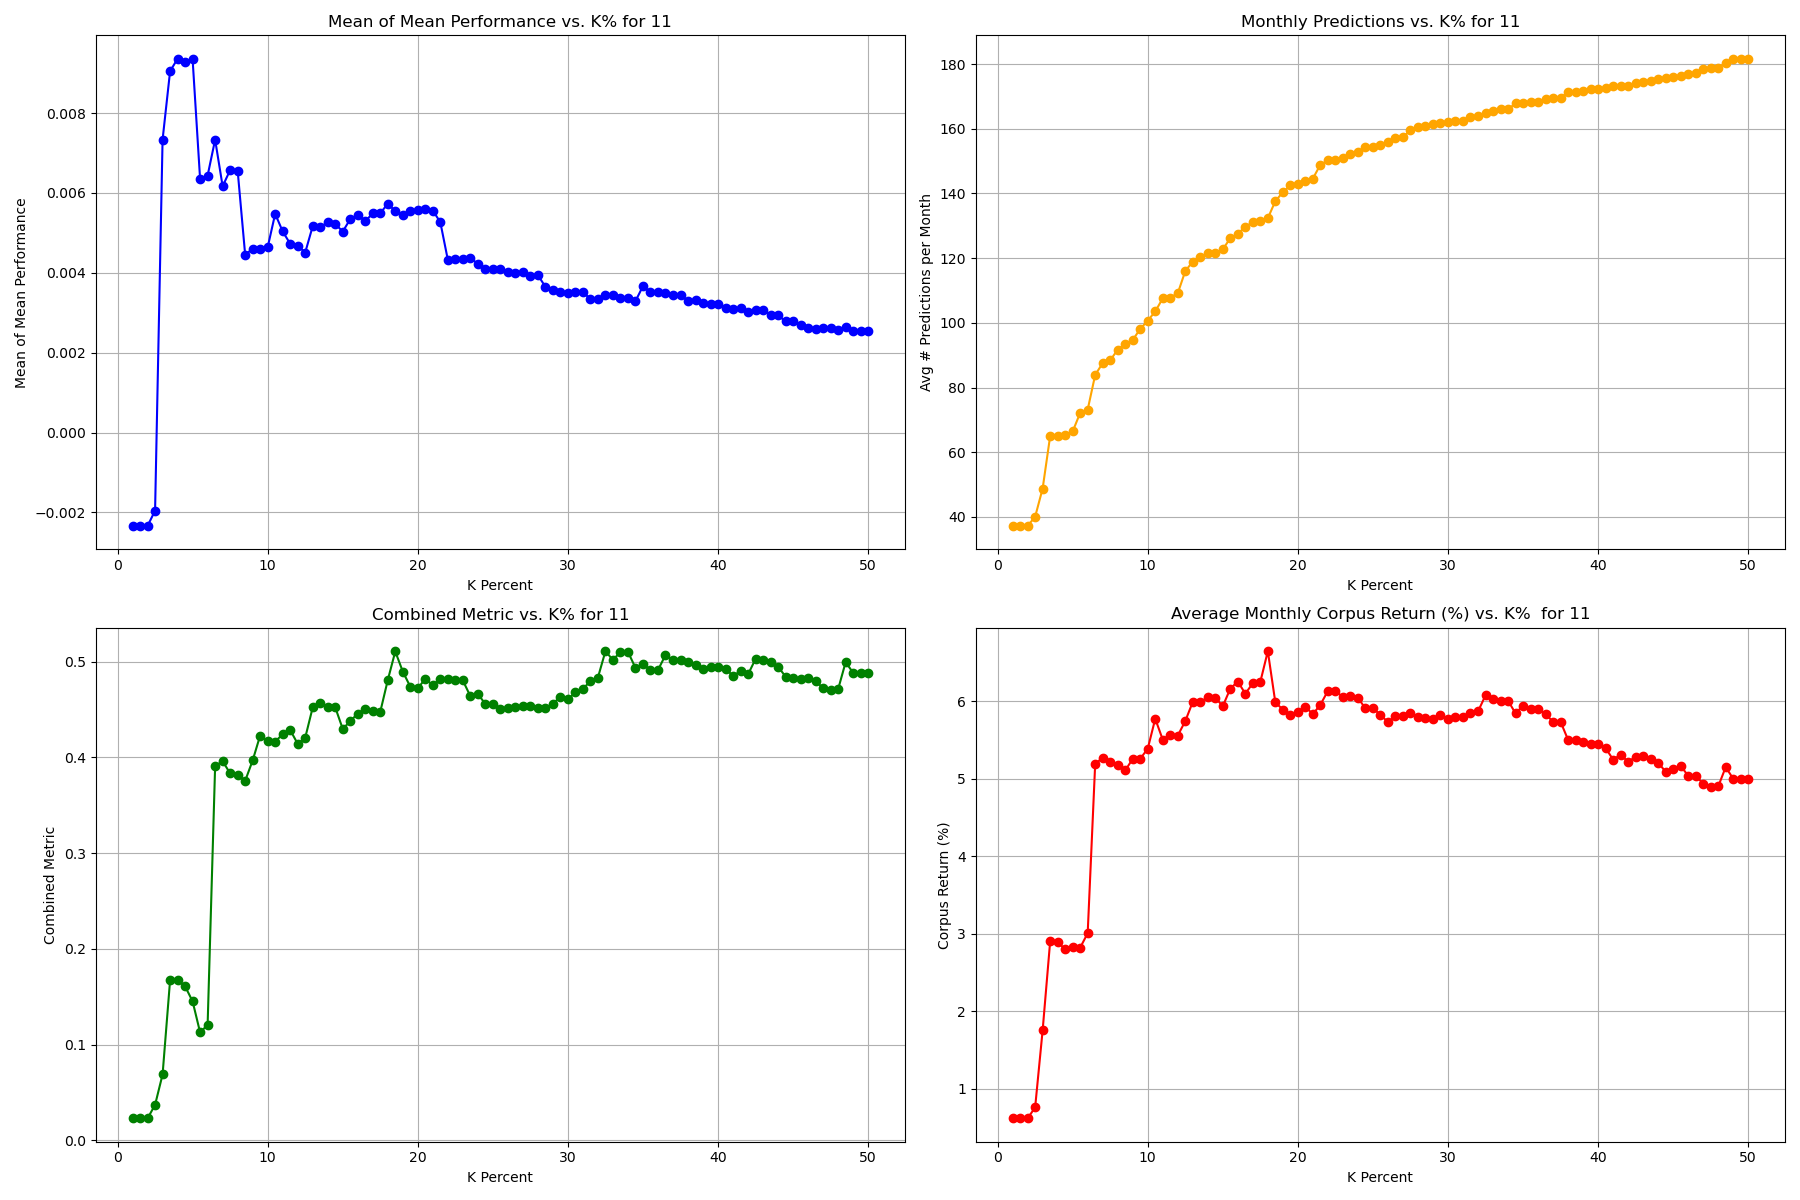 Mean of Mean Performance vs. K% for 11
Mean of Mean Performance
0.008
0.006
0.004
0.002
0.000
−0.002
0 10 20 30 40 50
K Percent
Monthly Predictions vs. K% for 11
Avg # Predictions per Month
180
160
140
120
100
80
60
40
0 10 20 30 40 50
K Percent
Combined Metric vs. K% for 11
Combined Metric
0.5
0.4
0.3
0.2
0.1
0.0
0 10 20 30 40 50
K Percent
Average Monthly Corpus Return (%) vs. K%  for 11
Corpus Return (%)
6
5
4
3
2
1
0 10 20 30 40 50
K Percent